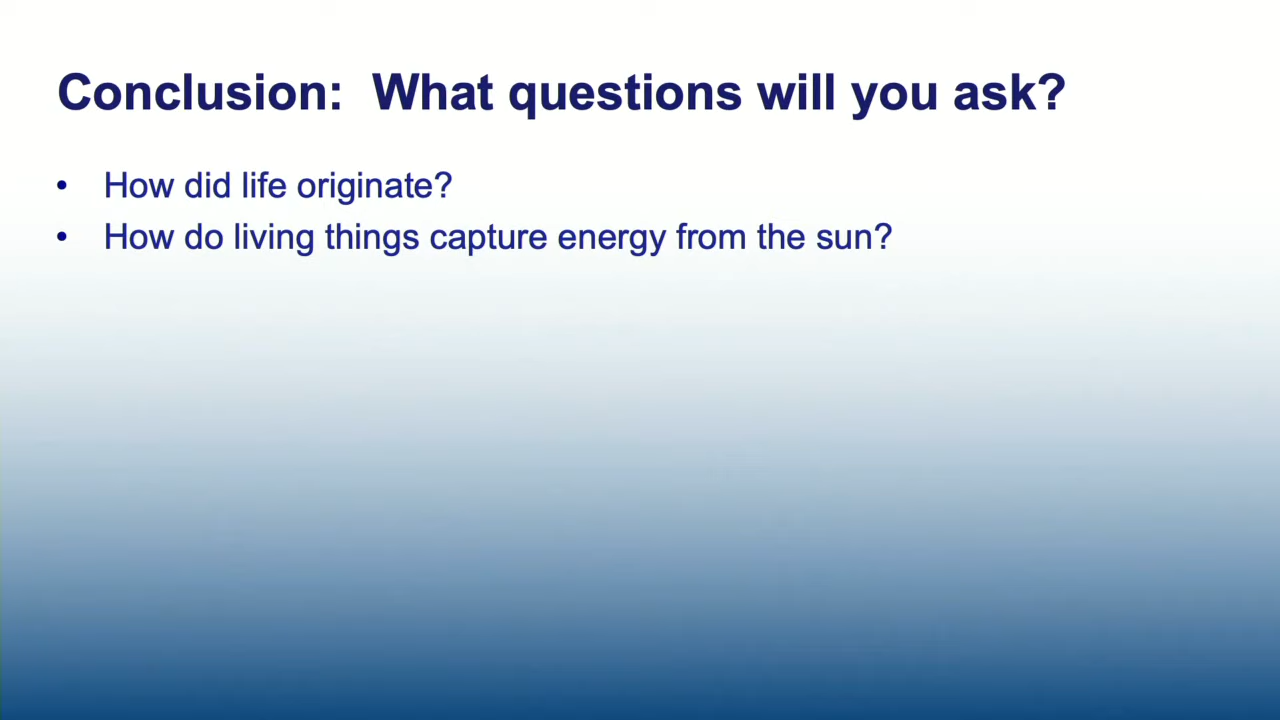 Conclusion:  What questions will you ask?
• How did life originate?
• How do living things capture energy from the sun?